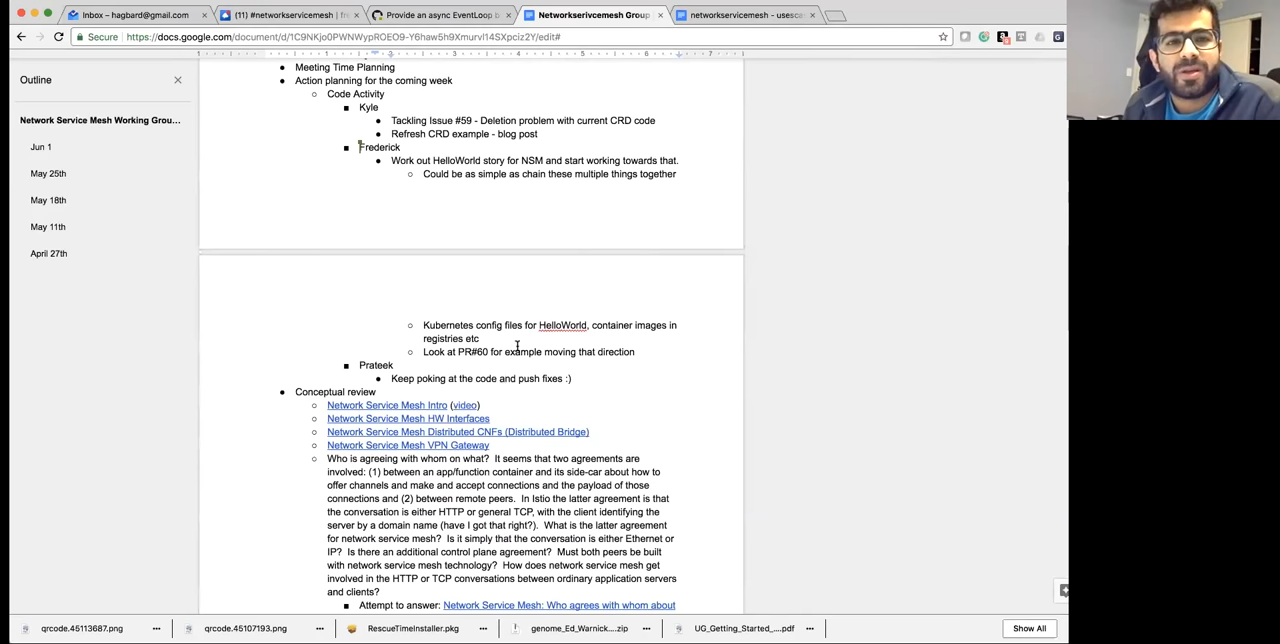 Inbox – hagbard@gmail.com
(11) #networkservicemesh | fre
Provide an async EventLoop b
Networkserivcemesh Group
networkservicemesh - usesca
Secure
https://docs.google.com/document/d/1C9NKjo0PWNWypROEO9-Y6haw5h9Xmurvl14SXpciz2Y/edit#
1 1 2 3 4 5 6 7
Outline
Network Service Mesh Working Grou...
Jun 1
May 25th
May 18th
May 11th
April 27th
Meeting Time Planning
Action planning for the coming week
Code Activity
Kyle
Tackling Issue #59 - Deletion problem with current CRD code
Refresh CRD example - blog post
Frederick
Work out HelloWorld story for NSM and start working towards that.
Could be as simple as chain these multiple things together
Kubernetes config files for HelloWorld, container images in
registries etc
Look at PR#60 for example moving that direction
Prateek
Keep poking at the code and push fixes :)
Conceptual review
Network Service Mesh Intro (video)
Network Service Mesh HW Interfaces
Network Service Mesh Distributed CNFs (Distributed Bridge)
Network Service Mesh VPN Gateway
Who is agreeing with whom on what? It seems that two agreements are
involved: (1) between an app/function container and its side-car about how to
offer channels and make and accept connections and the payload of those
connections and (2) between remote peers. In Istio the latter agreement is that
the conversation is either HTTP or general TCP, with the client identifying the
server by a domain name (have I got that right?). What is the latter agreement
for network service mesh? Is it simply that the conversation is either Ethernet or
IP? Is there an additional control plane agreement? Must both peers be built
with network service mesh technology? How does network service mesh get
involved in the HTTP or TCP conversations between ordinary application servers
and clients?
Attempt to answer: Network Service Mesh: Who agrees with whom about
qrcode.45113687.png
qrcode.45107193.png
RescueTimeInstaller.pkg
genome_Ed_Warnick....zip
UG_Getting_Started_....pdf
Show All